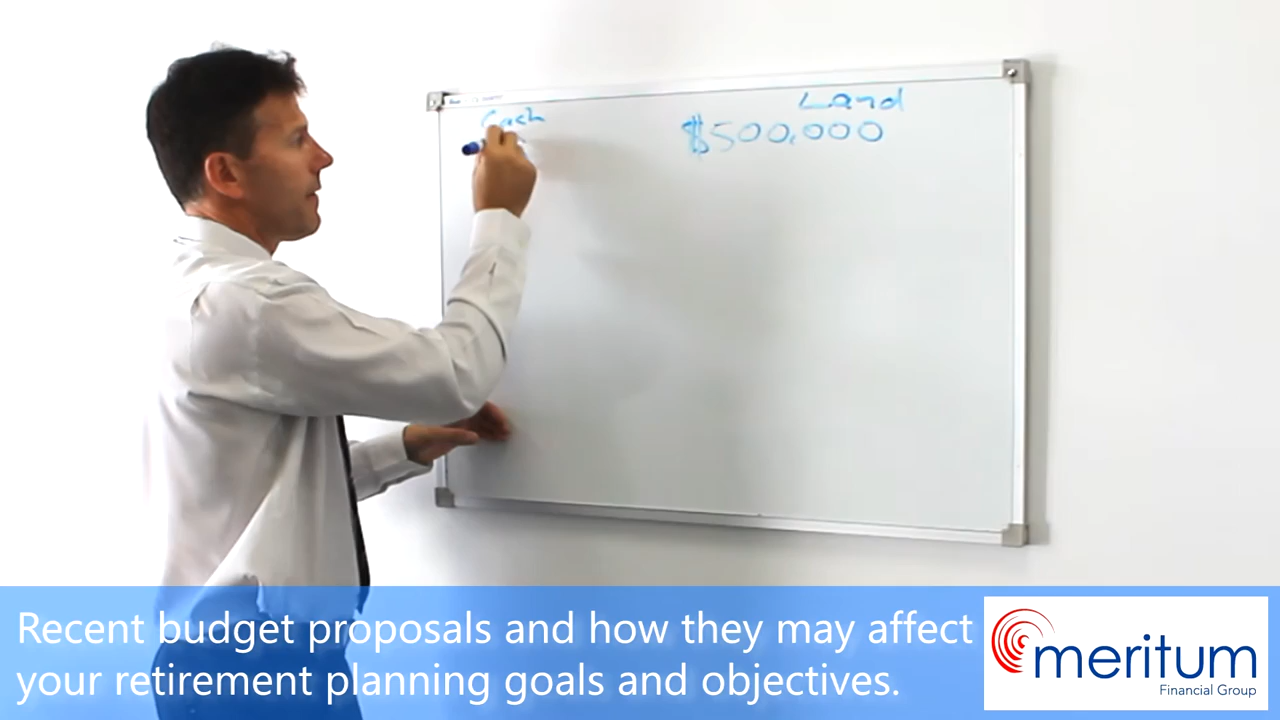 Cash
Land
$500,000
Recent budget proposals and how they may affect
your retirement planning goals and objectives.
meritum
Financial Group